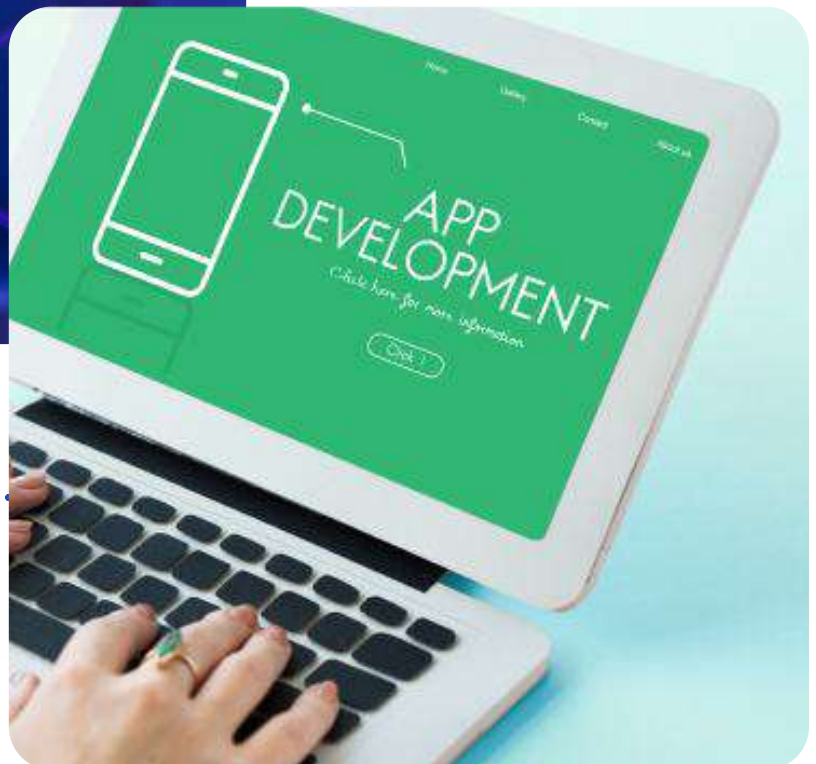 Home
Gallery
Contact
About us
APP
DEVELOPMENT
Click here for more information
Click !